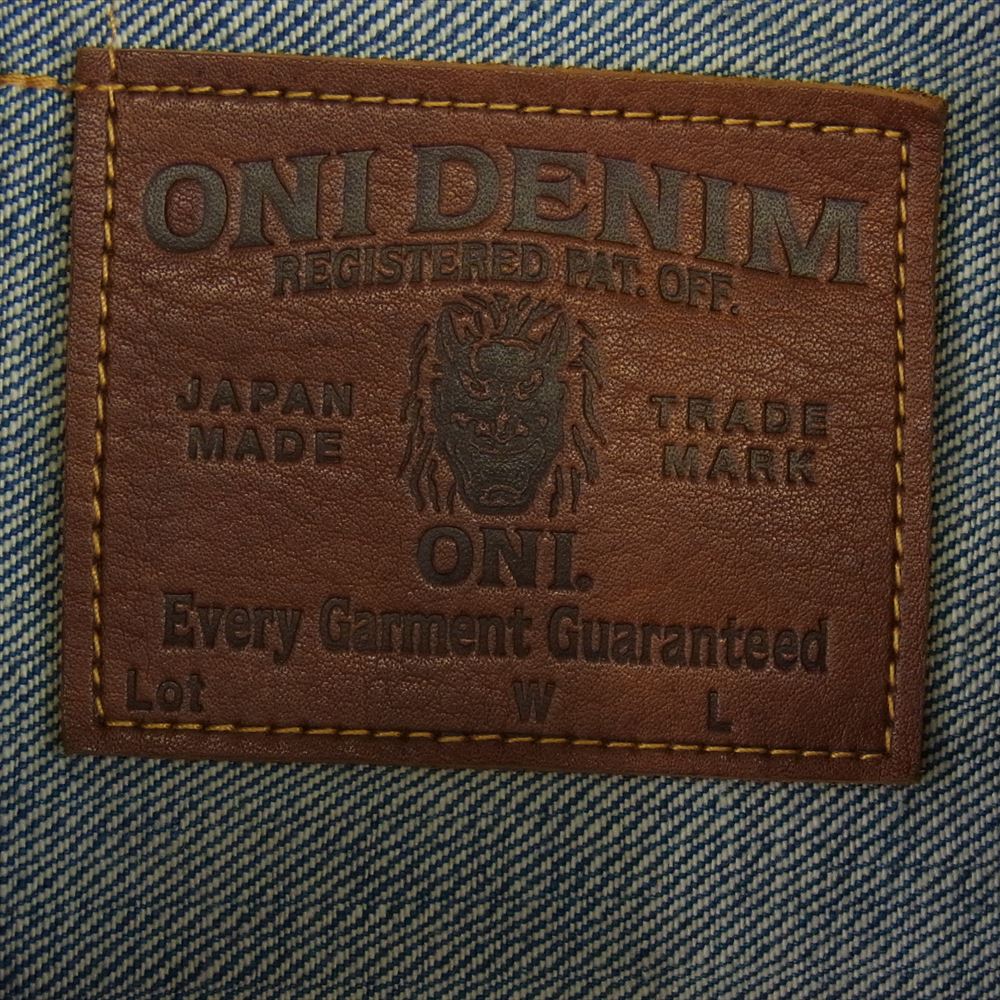 ONI DENIM
REGISTERED PAT. OFF.
JAPAN MADE
TRADE MARK
ONI.
Every Garment Guaranteed
Lot W L